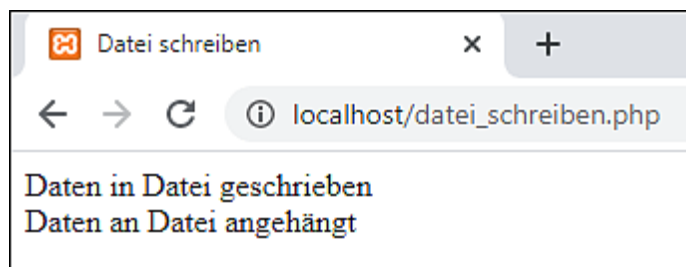 Datei schreiben
localhost/datei_schreiben.php
Daten in Datei geschrieben
Daten an Datei angehängt